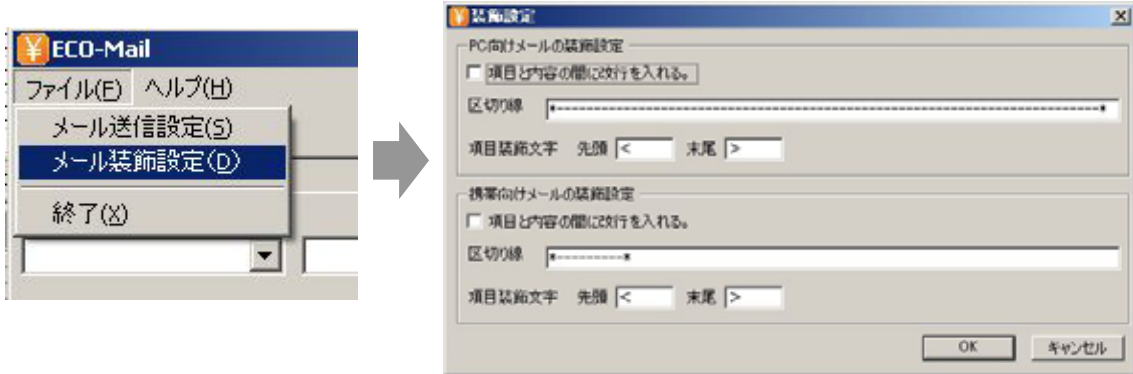 ECO-Mail
ファイル(F) ヘルプ(H)
メール送信設定(S)
メール装飾設定(D)
終了(X)
装飾設定
PC向けメールの装飾設定
項目と内容の間に改行を入れる。
区切り線
項目装飾文字 先頭 < 末尾 >
携帯向けメールの装飾設定
項目と内容の間に改行を入れる。
区切り線 *----------*
項目装飾文字 先頭 < 末尾 >
OK キャンセル